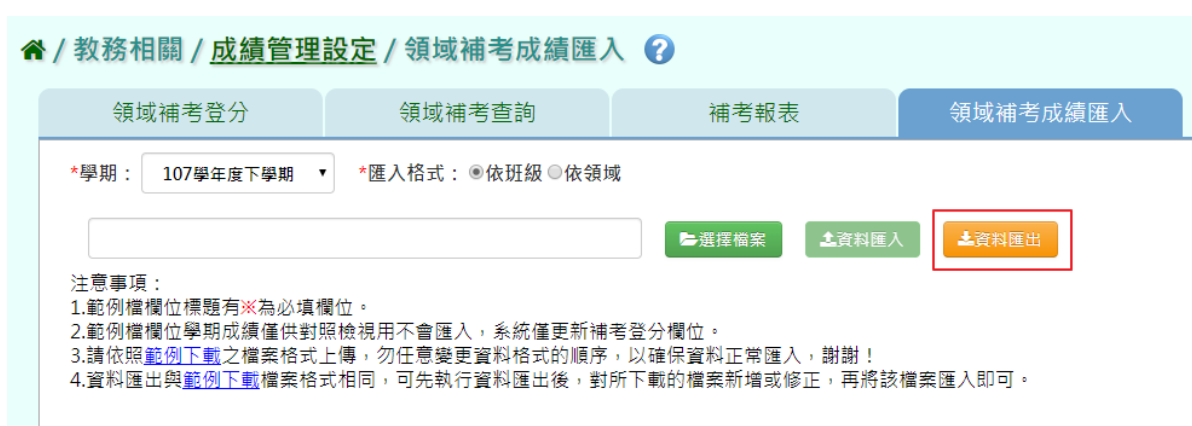 / 教務相關 / 成績管理設定 / 領域補考成績匯入 ?
領域補考登分 領域補考查詢 補考報表 領域補考成績匯入
*學期： 107學年度下學期 *匯入格式： 依班級 依領域
選擇檔案 資料匯入 資料匯出
注意事項：
1.範例檔欄位標題有※為必填欄位。
2.範例檔欄位學期成績僅供對照檢視用不會匯入，系統僅更新補考登分欄位。
3.請依照範例下載之檔案格式上傳，勿任意變更資料格式的順序，以確保資料正常匯入，謝謝！
4.資料匯出與範例下載檔案格式相同，可先執行資料匯出後，對所下載的檔案新增或修正，再將該檔案匯入即可。